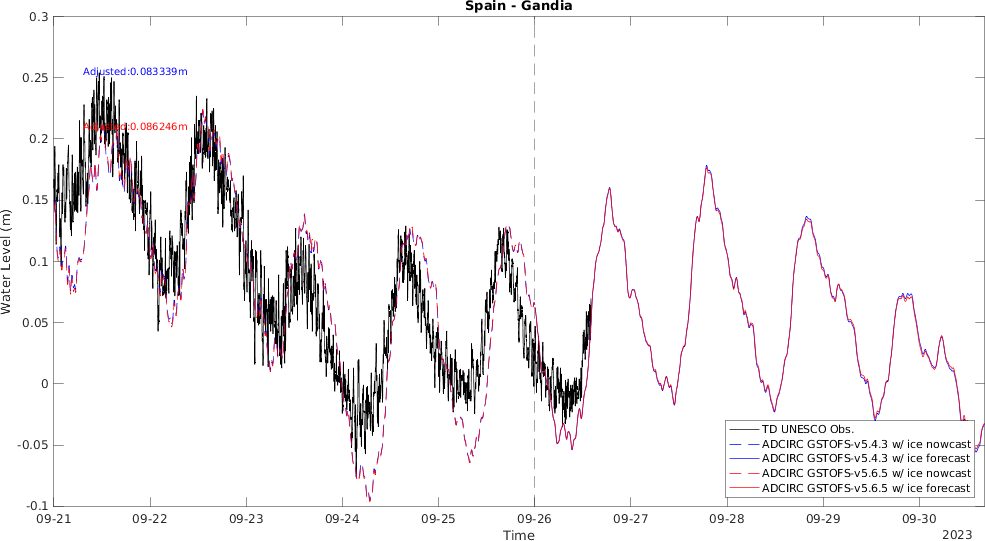 Spain - Gandia
0.3
0.25
0.2
0.15
0.1
0.05
0
-0.05
-0.1
Water Level (m)
Adjusted:0.083339m
Adjusted:0.086246m
TD UNESCO Obs.
ADCIRC GSTOFS-v5.4.3 w/ ice nowcast
ADCIRC GSTOFS-v5.4.3 w/ ice forecast
ADCIRC GSTOFS-v5.6.5 w/ ice nowcast
ADCIRC GSTOFS-v5.6.5 w/ ice forecast
09-21 09-22 09-23 09-24 09-25 09-26 09-27 09-28 09-29 09-30
Time
2023